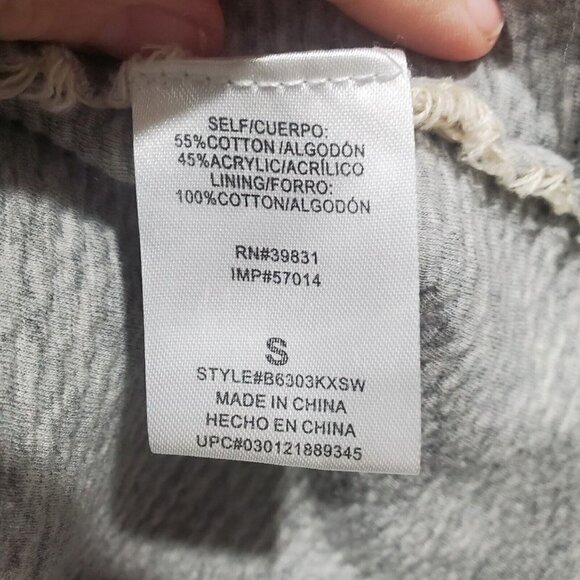 SELF/CUERPO:
55%COTTON/ALGODÓN
45%ACRYLIC/ACRÍLICO
LINING/FORRO:
100%COTTON/ALGODÓN
RN#39831
IMP#57014
S
STYLE#B6303KXSW
MADE IN CHINA
HECHO EN CHINA
UPC#030121889345